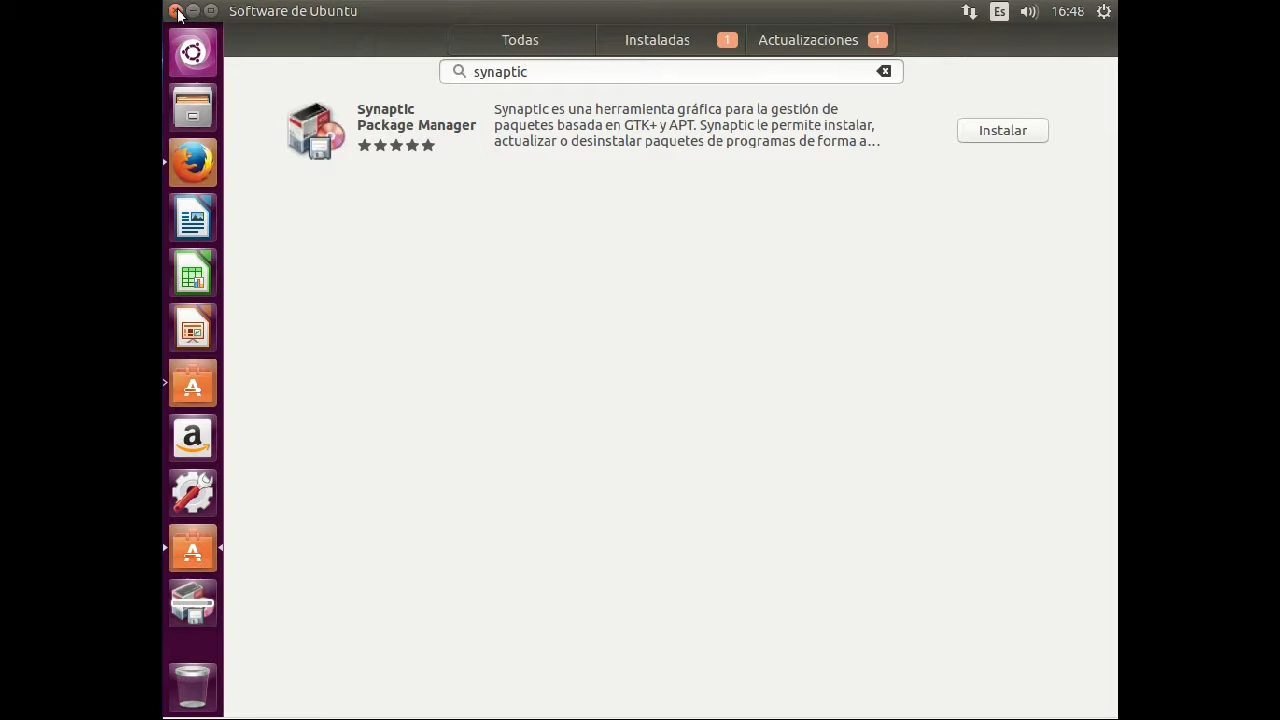 Software de Ubuntu
Es
16:48
Todas
Instaladas
1
Actualizaciones
1
synaptic
Synaptic
Package Manager
Synaptic es una herramienta gráfica para la gestión de
paquetes basada en GTK+ y APT. Synaptic le permite instalar,
actualizar o desinstalar paquetes de programas de forma a...
Instalar